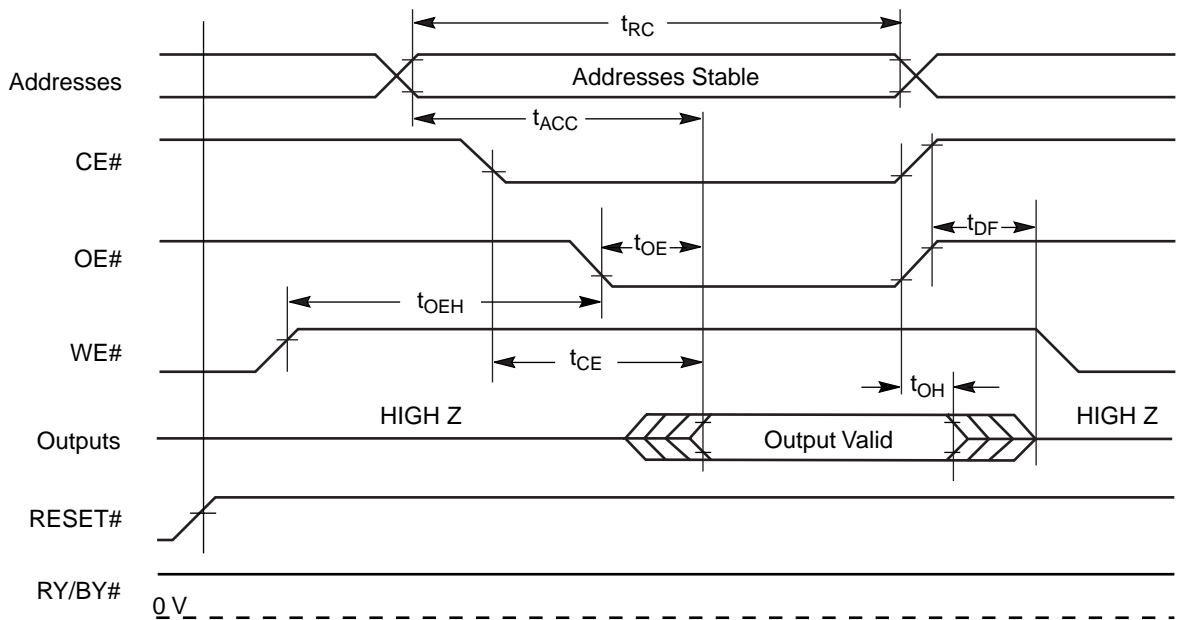 tRC
Addresses
Addresses Stable
tACC
CE#
tDF
tOE
OE#
tOEH
WE#
tCE
tOH
HIGH Z
HIGH Z
Outputs
Output Valid
RESET#
RY/BY#
0 V